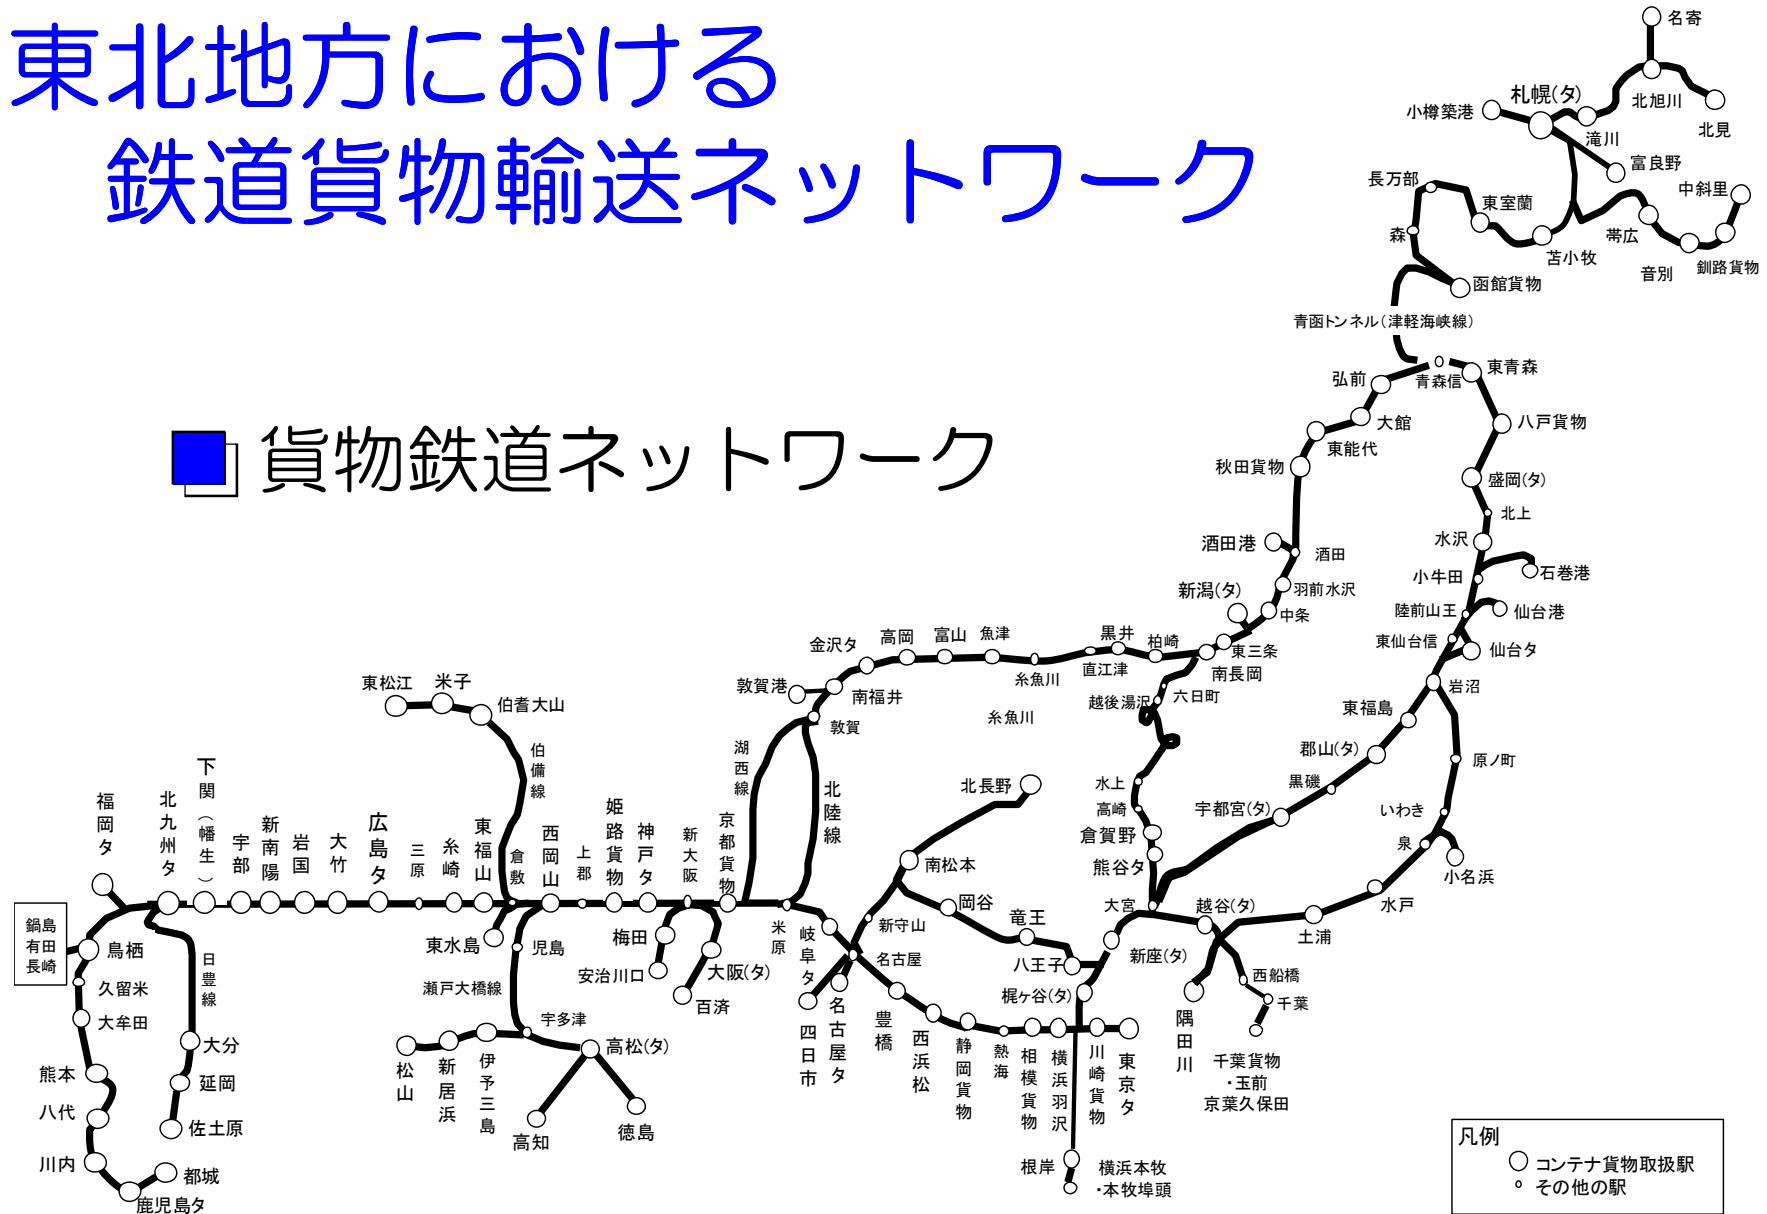 東北地方における
鉄道貨物輸送ネットワーク
貨物鉄道ネットワーク
名寄
北旭川
北見
札幌(タ)
小樽築港
滝川
富良野
長万部
東室蘭
中斜里
森
苫小牧
帯広
音別
釧路貨物
函館貨物
青函トンネル(津軽海峡線)
東青森
青森信
弘前
大館
八戸貨物
東能代
秋田貨物
盛岡(タ)
北上
水沢
酒田港
酒田
小牛田
石巻港
新潟(タ)
羽前水沢
中条
陸前山王
仙台港
東仙台信
仙台タ
金沢タ
高岡
富山
魚津
黒井
柏崎
東三条
南長岡
直江津
糸魚川
糸魚川
敦賀港
南福井
敦賀
越後湯沢
六日町
岩沼
東福島
郡山(タ)
原ノ町
黒磯
東松江
米子
伯耆大山
伯備線
湖西線
北陸線
北長野
水上
高崎
倉賀野
熊谷タ
宇都宮(タ)
いわき
泉
小名浜
福岡タ
北九州タ
下関(幡生)
宇部
新南陽
岩国
大竹
広島タ
三原
糸崎
東福山
倉敷
西岡山
上郡
姫路貨物
神戸タ
新大阪
京都貨物
南松本
岡谷
竜王
大宮
越谷(タ)
土浦
水戸
鍋島
有田
長崎
鳥栖
久留米
大牟田
日豊線
東水島
児島
瀬戸大橋線
梅田
安治川口
大阪(タ)
百済
米原
岐阜タ
新守山
名古屋
八王子
新座(タ)
梶ヶ谷(タ)
西船橋
千葉
大分
延岡
佐土原
熊本
八代
川内
都城
鹿児島タ
宇多津
高松(タ)
松山
新居浜
伊予三島
高知
徳島
四日市
名古屋タ
豊橋
西浜松
静岡貨物
熱海
相模貨物
横浜羽沢
川崎貨物
東京タ
隅田川
千葉貨物
・玉前
京葉久保田
根岸
横浜本牧
・本牧埠頭
凡例
コンテナ貨物取扱駅
その他の駅